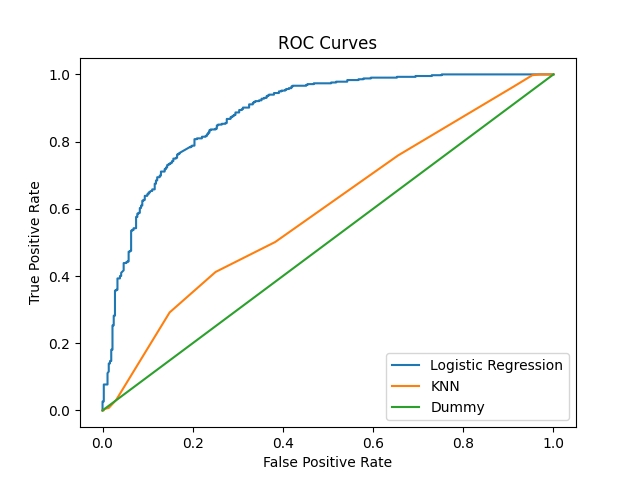 ROC Curves
1.0
0.8
0.6
0.4
0.2
0.0
True Positive Rate
0.0 0.2 0.4 0.6 0.8 1.0
False Positive Rate
Logistic Regression
KNN
Dummy